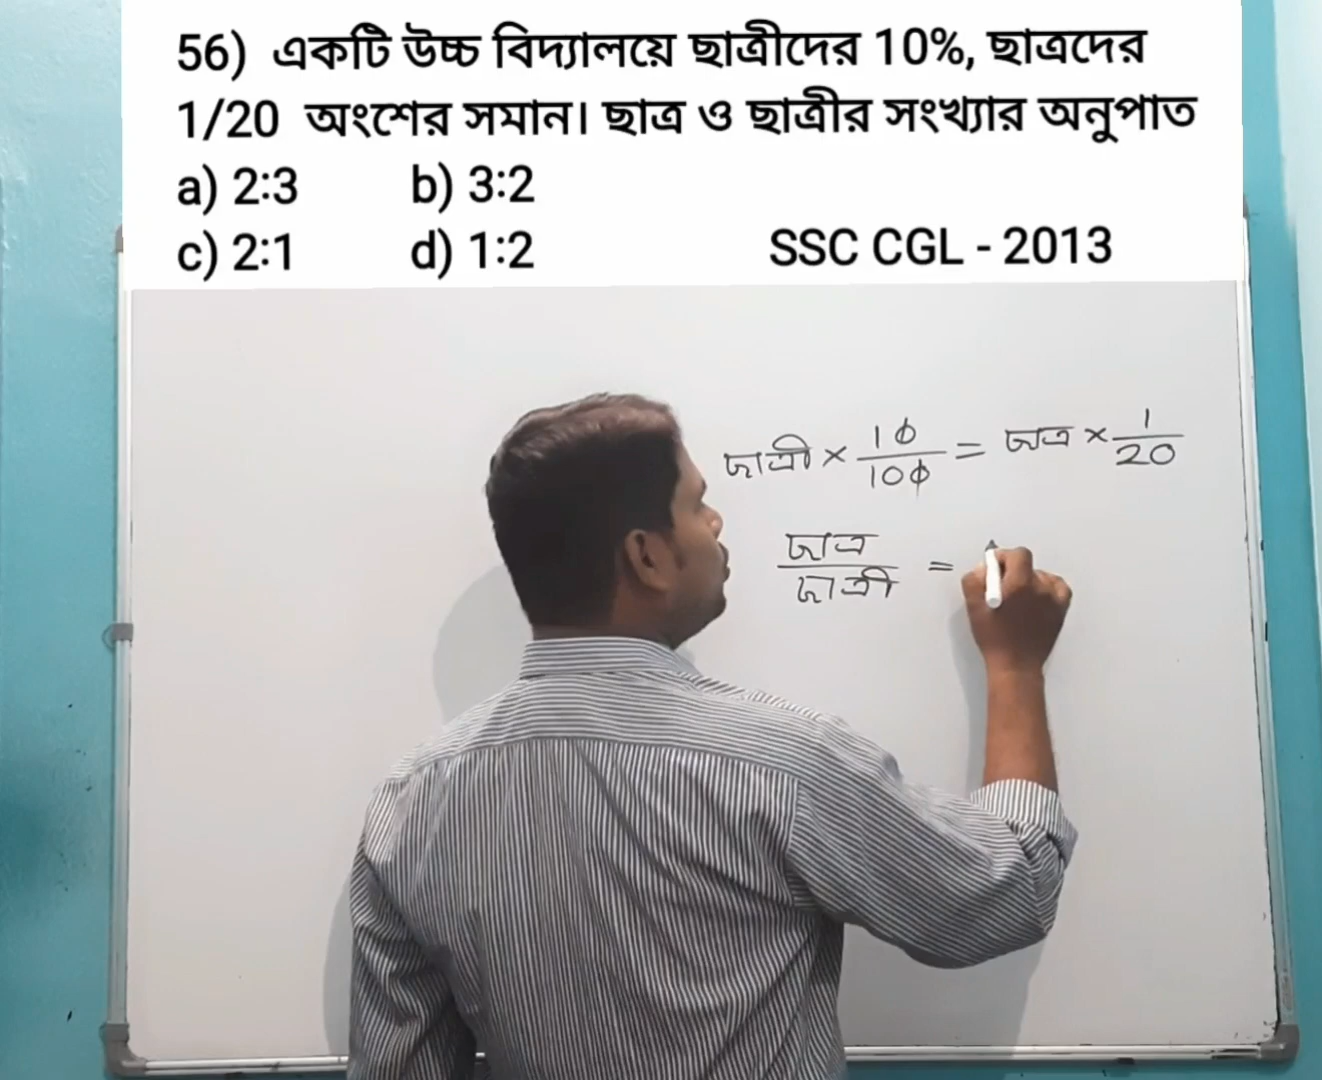 56) একটি উচ্চ বিদ্যালয়ে ছাত্রীদের 10%, ছাত্রদের
1/20 অংশের সমান। ছাত্র ও ছাত্রীর সংখ্যার অনুপাত
a) 2:3 b) 3:2
c) 2:1 d) 1:2 SSC CGL - 2013
ছাত্রী × 10/100 = ছাত্র × 1/20
ছাত্র/ছাত্রী =